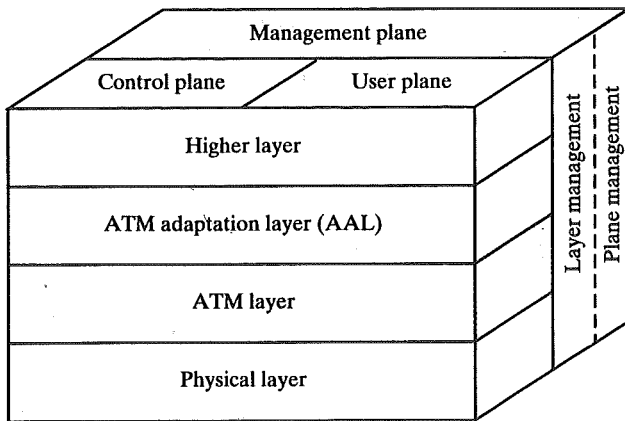 Management plane
Control plane
User plane
Higher layer
ATM adaptation layer (AAL)
ATM layer
Physical layer
Layer management
Plane management